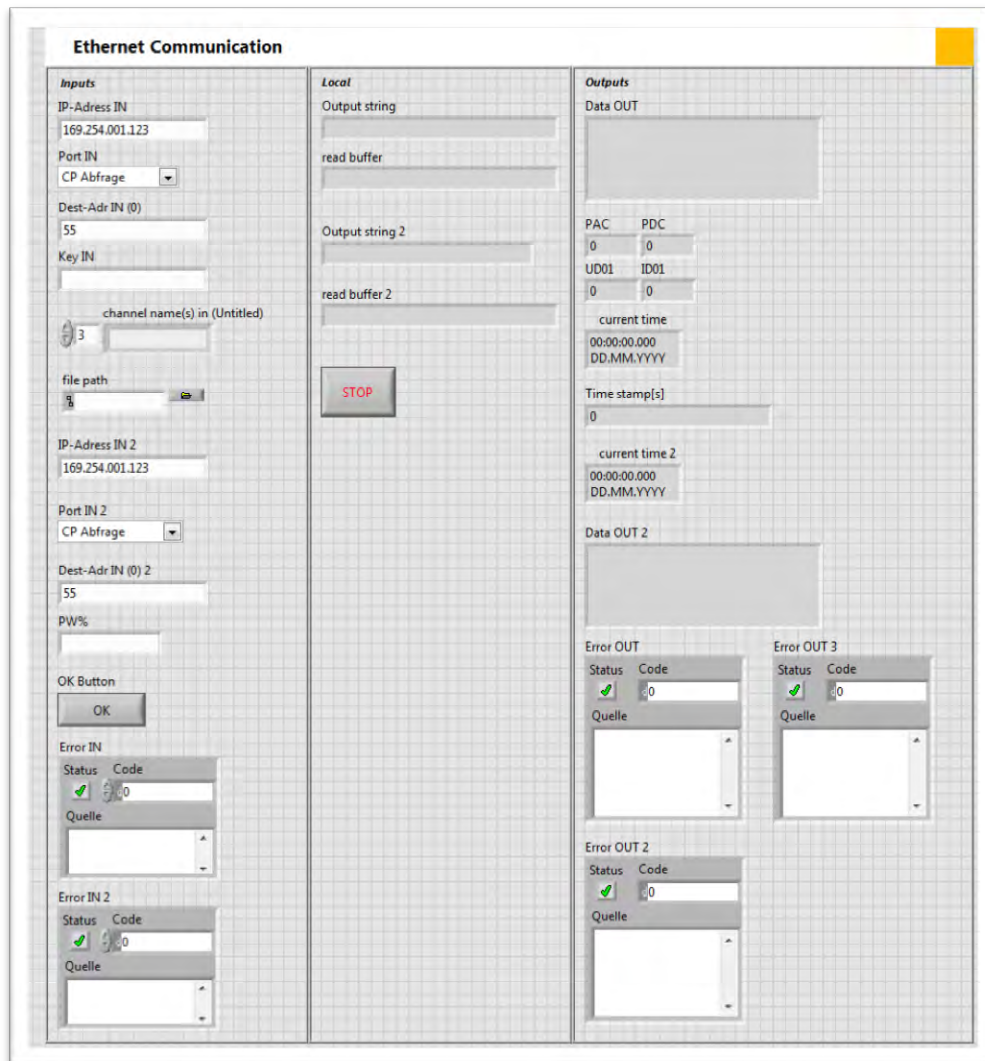 Ethernet Communication
Inputs
IP-Adress IN
169.254.001.123
Port IN
CP Abfrage
Dest-Adr IN (0)
55
Key IN
channel name(s) in (Untitled)
3
file path
IP-Adress IN 2
169.254.001.123
Port IN 2
CP Abfrage
Dest-Adr IN (0) 2
55
PW%
OK Button
OK
Error IN
Status Code
0
Quelle
Error IN 2
Status Code
0
Quelle
Local
Output string
read buffer
Output string 2
read buffer 2
STOP
Outputs
Data OUT
PAC PDC
0 0
UD01 ID01
0 0
current time
00:00:00.000
DD.MM.YYYY
Time stamp[s]
0
current time 2
00:00:00.000
DD.MM.YYYY
Data OUT 2
Error OUT
Status Code
0
Quelle
Error OUT 3
Status Code
0
Quelle
Error OUT 2
Status Code
0
Quelle